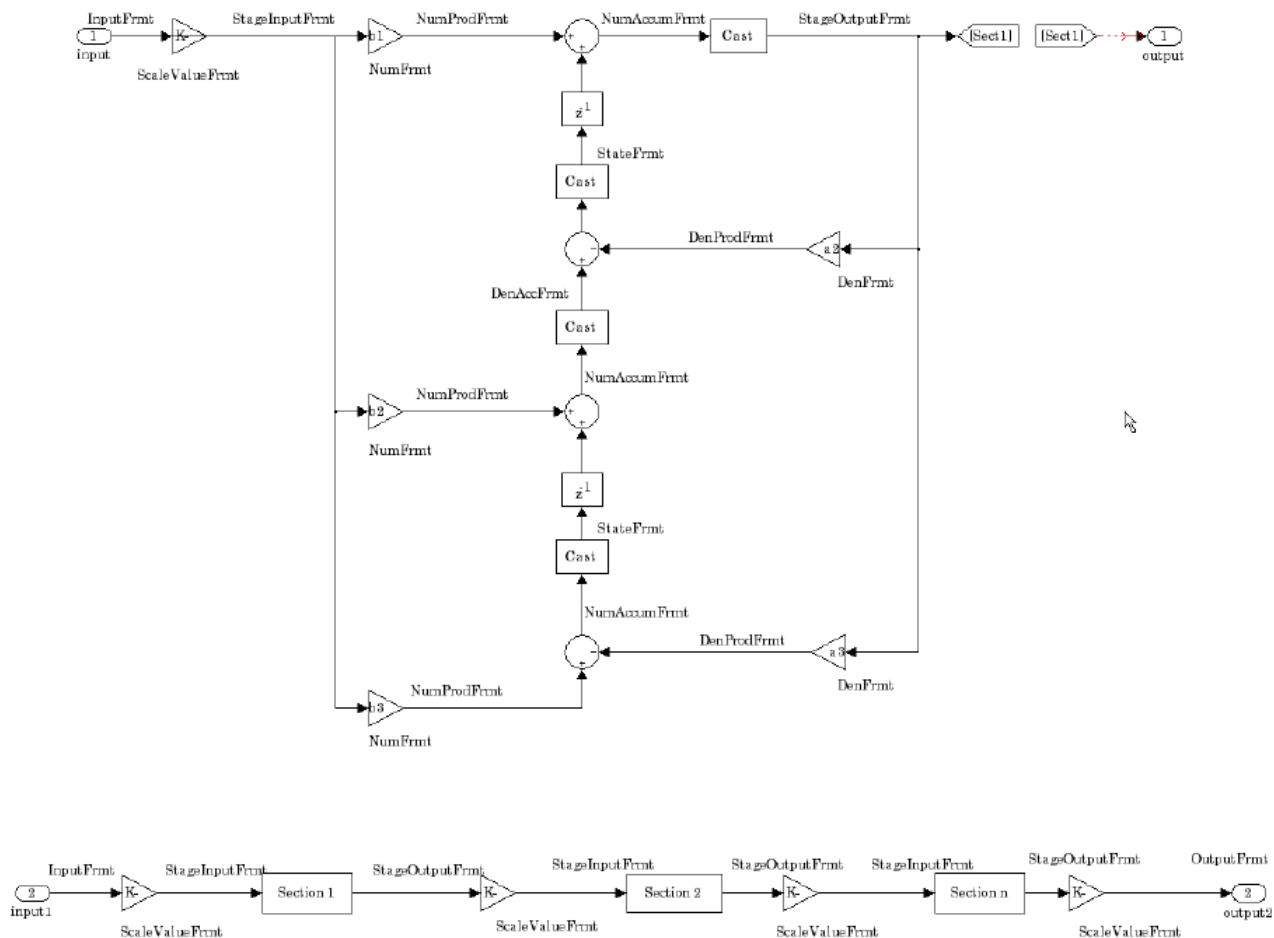 InputFrmt
StageInputFrmt
NumProdFrmt
NumAccumFrmt
StageOutputFrmt
1
K-
b1
+
+
Cast
[Sect1]
[Sect1]
1
input
output
ScaleValueFrmt
NumFrmt
z-1
StateFrmt
Cast
DenProdFrmt
-
+
a2
DenAccFrmt
DenFrmt
Cast
NumAccumFrmt
NumProdFrmt
b2
+
+
NumFrmt
z-1
StateFrmt
Cast
NumAccumFrmt
DenProdFrmt
-
+
a3
NumProdFrmt
DenFrmt
b3
NumFrmt
InputFrmt
StageInputFrmt
StageOutputFrmt
StageInputFrmt
StageOutputFrmt
StageInputFrmt
StageOutputFrmt
OutputFrmt
2
K-
Section 1
K-
Section 2
K-
Section n
K-
2
input1
output2
ScaleValueFrmt
ScaleValueFrmt
ScaleValueFrmt
ScaleValueFrmt